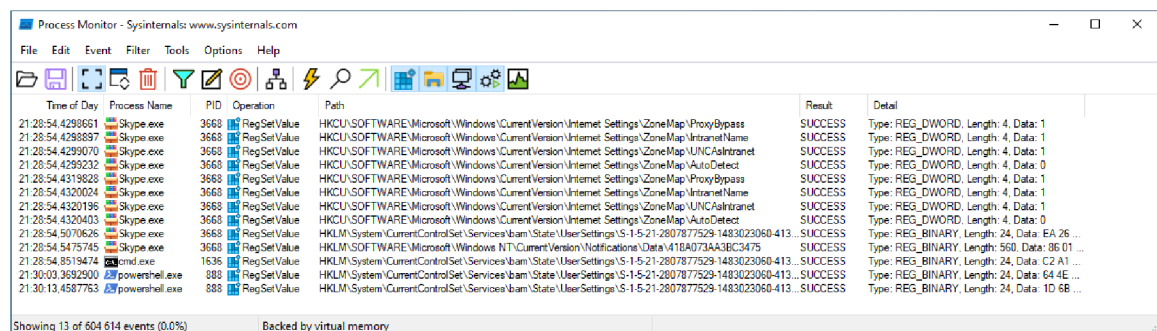 Process Monitor - Sysinternals: www.sysinternals.com
File Edit Event Filter Tools Options Help
Time of Day Process Name PID Operation Path Result Detail
21:28:54,4298661 Skype.exe 3668 RegSetValue HKCU\SOFTWARE\Microsoft\Windows\CurrentVersion\Internet Settings\ZoneMap\ProxyBypass SUCCESS Type: REG_DWORD, Length: 4, Data: 1
21:28:54,4298897 Skype.exe 3668 RegSetValue HKCU\SOFTWARE\Microsoft\Windows\CurrentVersion\Internet Settings\ZoneMap\IntranetName SUCCESS Type: REG_DWORD, Length: 4, Data: 1
21:28:54,4299070 Skype.exe 3668 RegSetValue HKCU\SOFTWARE\Microsoft\Windows\CurrentVersion\Internet Settings\ZoneMap\UNCAsIntranet SUCCESS Type: REG_DWORD, Length: 4, Data: 1
21:28:54,4299232 Skype.exe 3668 RegSetValue HKCU\SOFTWARE\Microsoft\Windows\CurrentVersion\Internet Settings\ZoneMap\AutoDetect SUCCESS Type: REG_DWORD, Length: 4, Data: 0
21:28:54,4319828 Skype.exe 3668 RegSetValue HKCU\SOFTWARE\Microsoft\Windows\CurrentVersion\Internet Settings\ZoneMap\ProxyBypass SUCCESS Type: REG_DWORD, Length: 4, Data: 1
21:28:54,4320024 Skype.exe 3668 RegSetValue HKCU\SOFTWARE\Microsoft\Windows\CurrentVersion\Internet Settings\ZoneMap\IntranetName SUCCESS Type: REG_DWORD, Length: 4, Data: 1
21:28:54,4320196 Skype.exe 3668 RegSetValue HKCU\SOFTWARE\Microsoft\Windows\CurrentVersion\Internet Settings\ZoneMap\UNCAsIntranet SUCCESS Type: REG_DWORD, Length: 4, Data: 1
21:28:54,4320403 Skype.exe 3668 RegSetValue HKCU\SOFTWARE\Microsoft\Windows\CurrentVersion\Internet Settings\ZoneMap\AutoDetect SUCCESS Type: REG_DWORD, Length: 4, Data: 0
21:28:54,5070626 Skype.exe 3668 RegSetValue HKLM\System\CurrentControlSet\Services\bam\State\UserSettings\S-1-5-21-2807877529-1483023060-413... SUCCESS Type: REG_BINARY, Length: 24, Data: EA 26 ...
21:28:54,5475745 Skype.exe 3668 RegSetValue HKLM\SOFTWARE\Microsoft\Windows NT\CurrentVersion\Notifications\Data\418A073AA3BC3475 SUCCESS Type: REG_BINARY, Length: 560, Data: 86 01 ...
21:28:54,8519474 cmd.exe 1636 RegSetValue HKLM\System\CurrentControlSet\Services\bam\State\UserSettings\S-1-5-21-2807877529-1483023060-413... SUCCESS Type: REG_BINARY, Length: 24, Data: C2 A1 ...
21:30:03,3692900 powershell.exe 888 RegSetValue HKLM\System\CurrentControlSet\Services\bam\State\UserSettings\S-1-5-21-2807877529-1483023060-413... SUCCESS Type: REG_BINARY, Length: 24, Data: 64 4E ...
21:30:13,4587763 powershell.exe 888 RegSetValue HKLM\System\CurrentControlSet\Services\bam\State\UserSettings\S-1-5-21-2807877529-1483023060-413... SUCCESS Type: REG_BINARY, Length: 24, Data: 1D 6B ...
Showing 13 of 604 614 events (0.0%) Backed by virtual memory